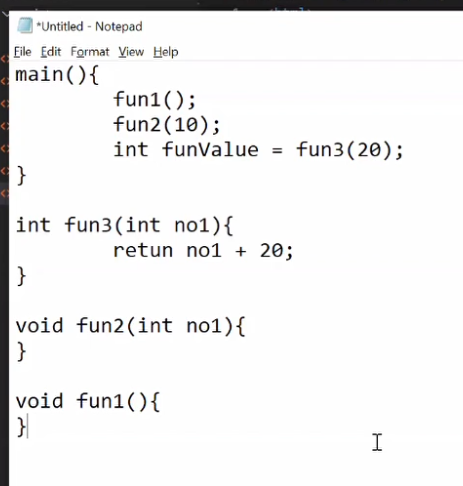 *Untitled - Notepad
File Edit Format View Help
main(){
fun1();
fun2(10);
int funValue = fun3(20);
}
int fun3(int no1){
retun no1 + 20;
}
void fun2(int no1){
}
void fun1(){
}